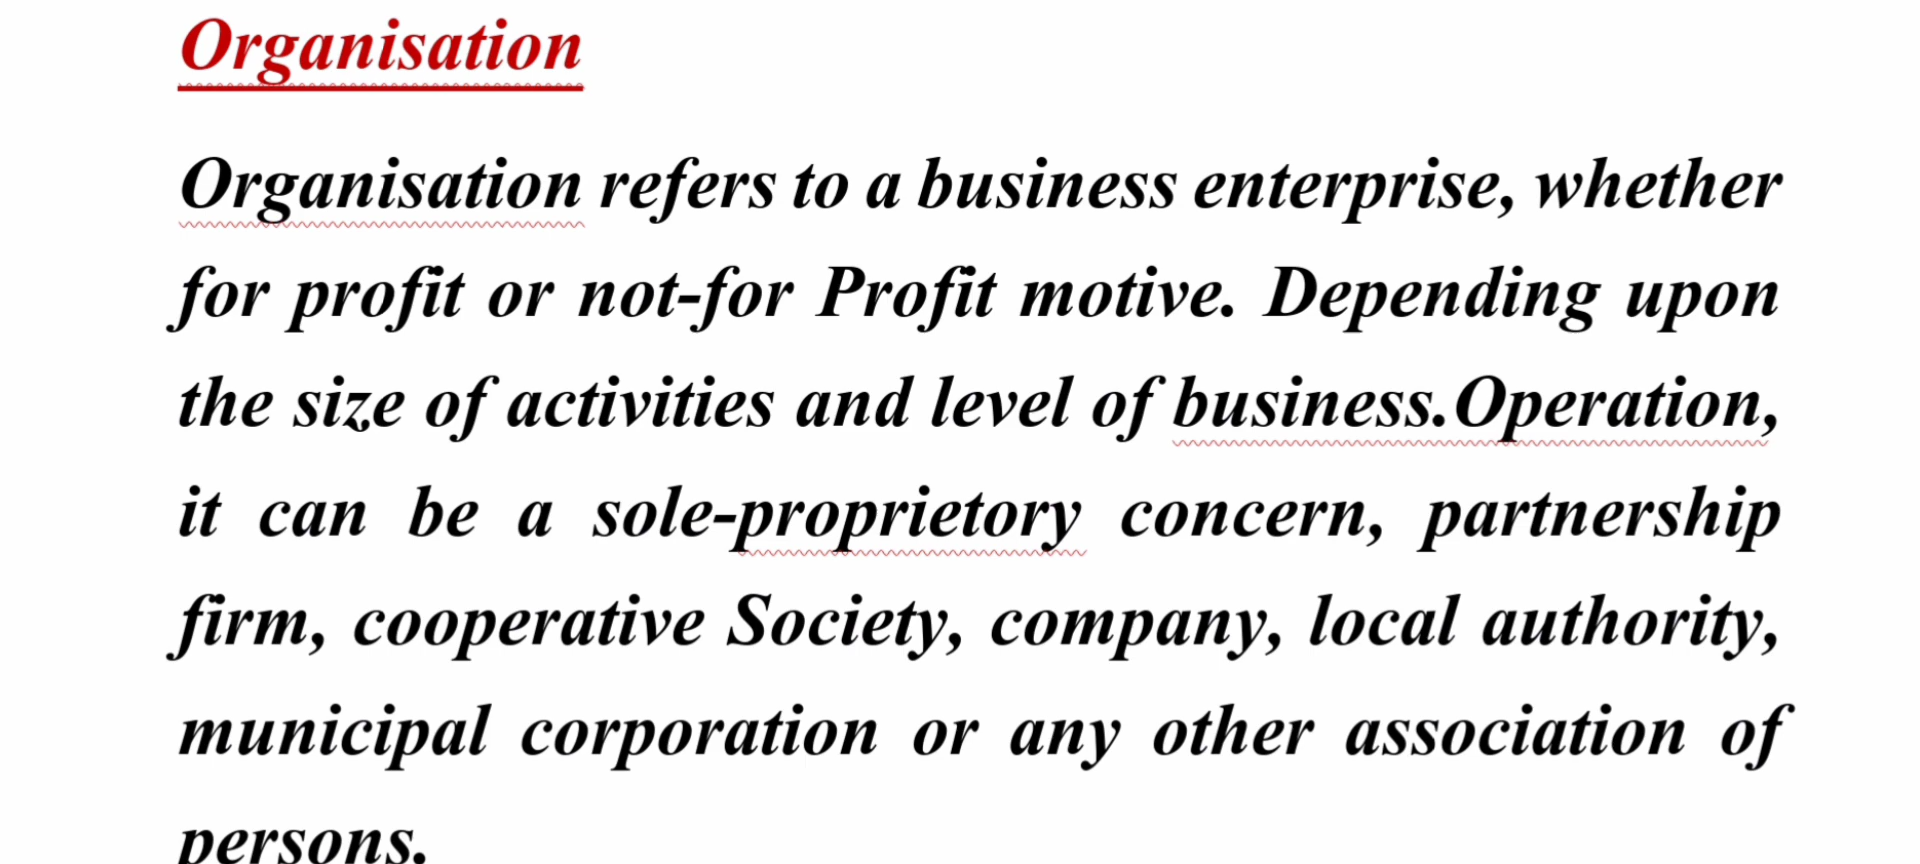 Organisation
Organisation refers to a business enterprise, whether
for profit or not-for Profit motive. Depending upon
the size of activities and level of business.Operation,
it can be a sole-proprietory concern, partnership
firm, cooperative Society, company, local authority,
municipal corporation or any other association of
persons.